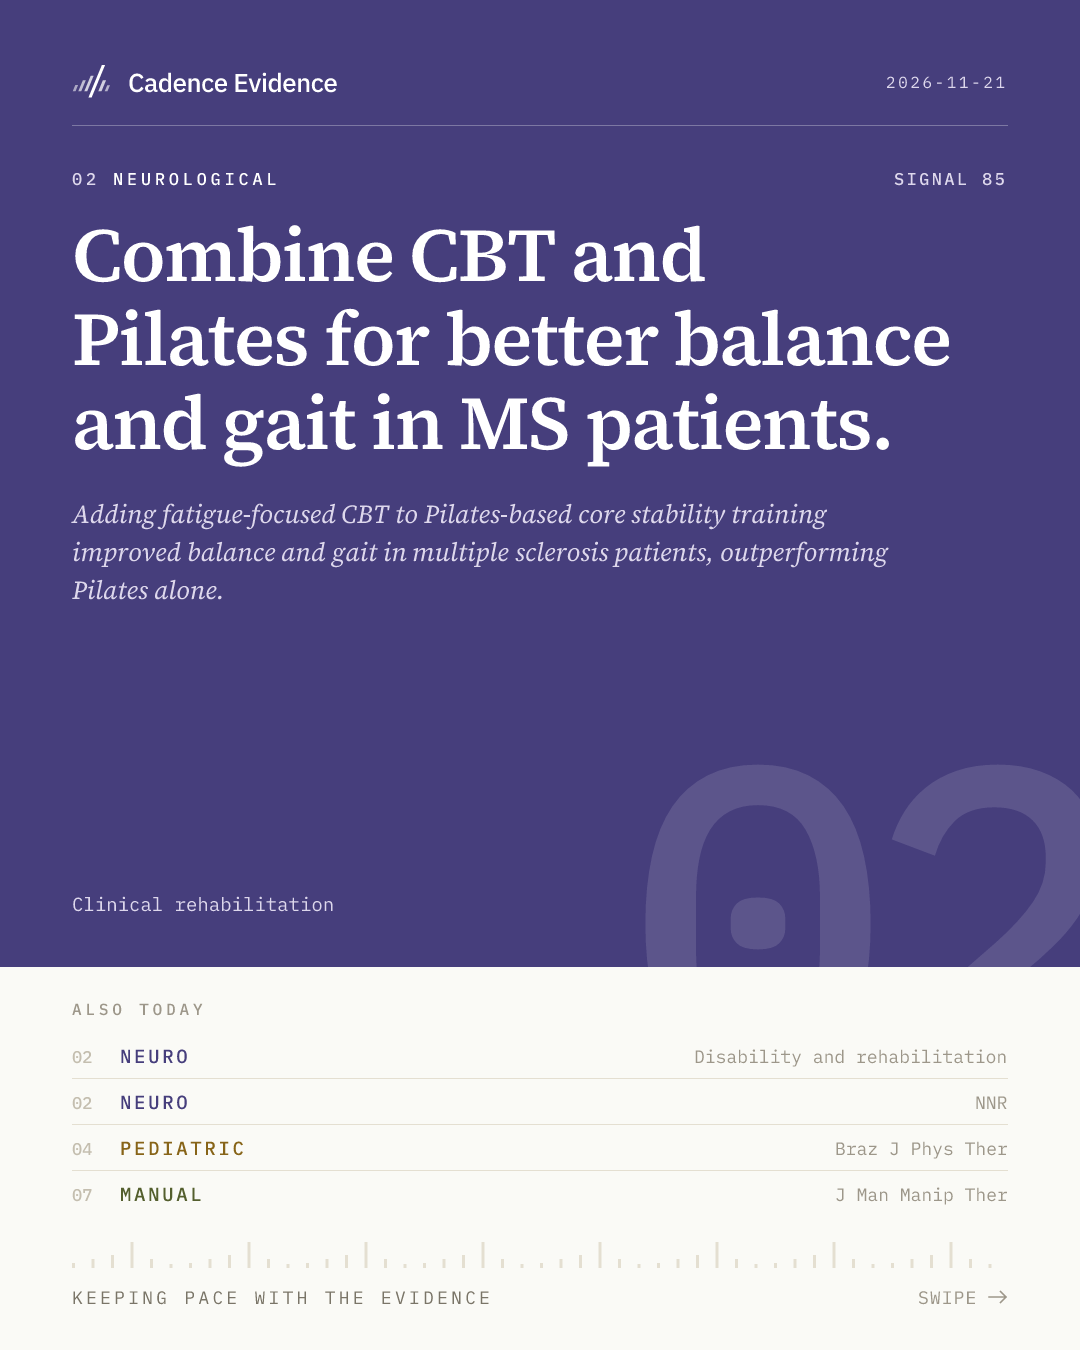 Cadence Evidence
2026-11-21
02 NEUROLOGICAL
SIGNAL 85
Combine CBT and
Pilates for better balance
and gait in MS patients.
Adding fatigue-focused CBT to Pilates-based core stability training
improved balance and gait in multiple sclerosis patients, outperforming
Pilates alone.
02
Clinical rehabilitation
ALSO TODAY
02 NEURO Disability and rehabilitation
02 NEURO NNR
04 PEDIATRIC Braz J Phys Ther
07 MANUAL J Man Manip Ther
KEEPING PACE WITH THE EVIDENCE
SWIPE →